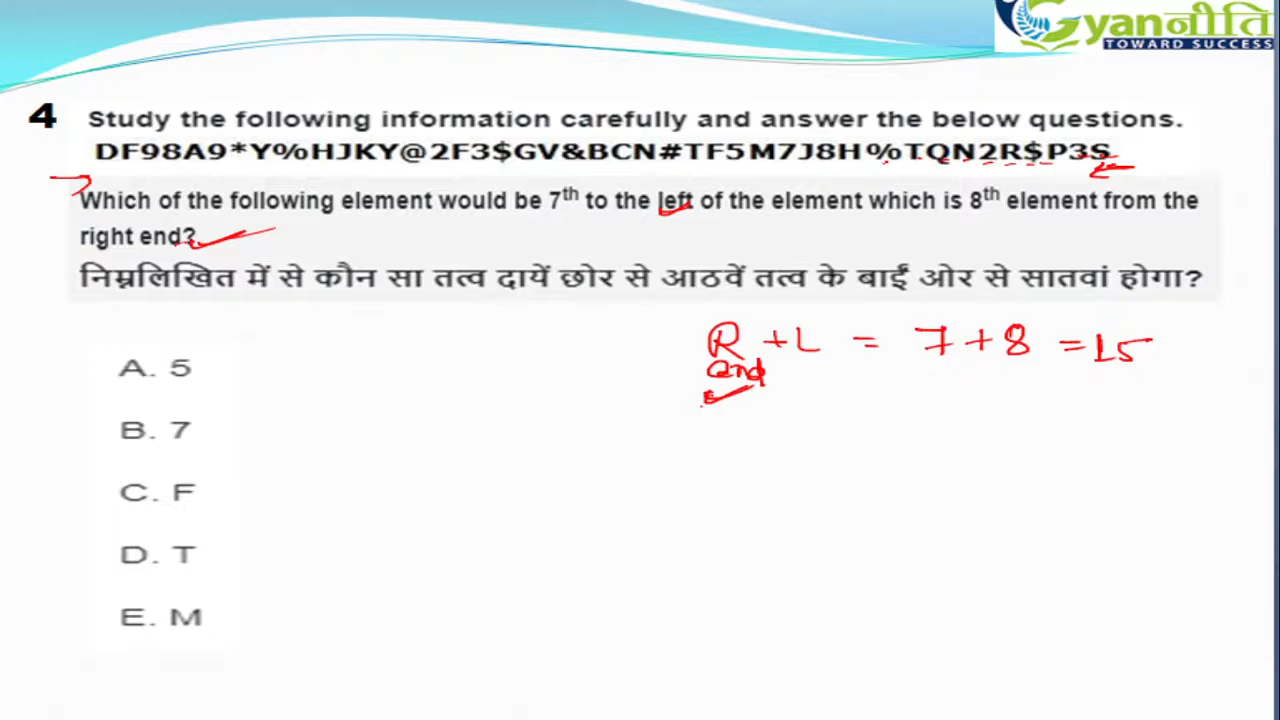 Gyanनीति
TOWARD SUCCESS
4 Study the following information carefully and answer the below questions.
DF98A9*Y%HJKY@2F3$GV&BCN#TF5M7J8H%TQN2R$P3S
Which of the following element would be 7th to the left of the element which is 8th element from the
right end?
निम्नलिखित में से कौन सा तत्व दायें छोर से आठवें तत्व के बाईं ओर से सातवां होगा?
R + L = 7 + 8 = 15
end
A. 5
B. 7
C. F
D. T
E. M